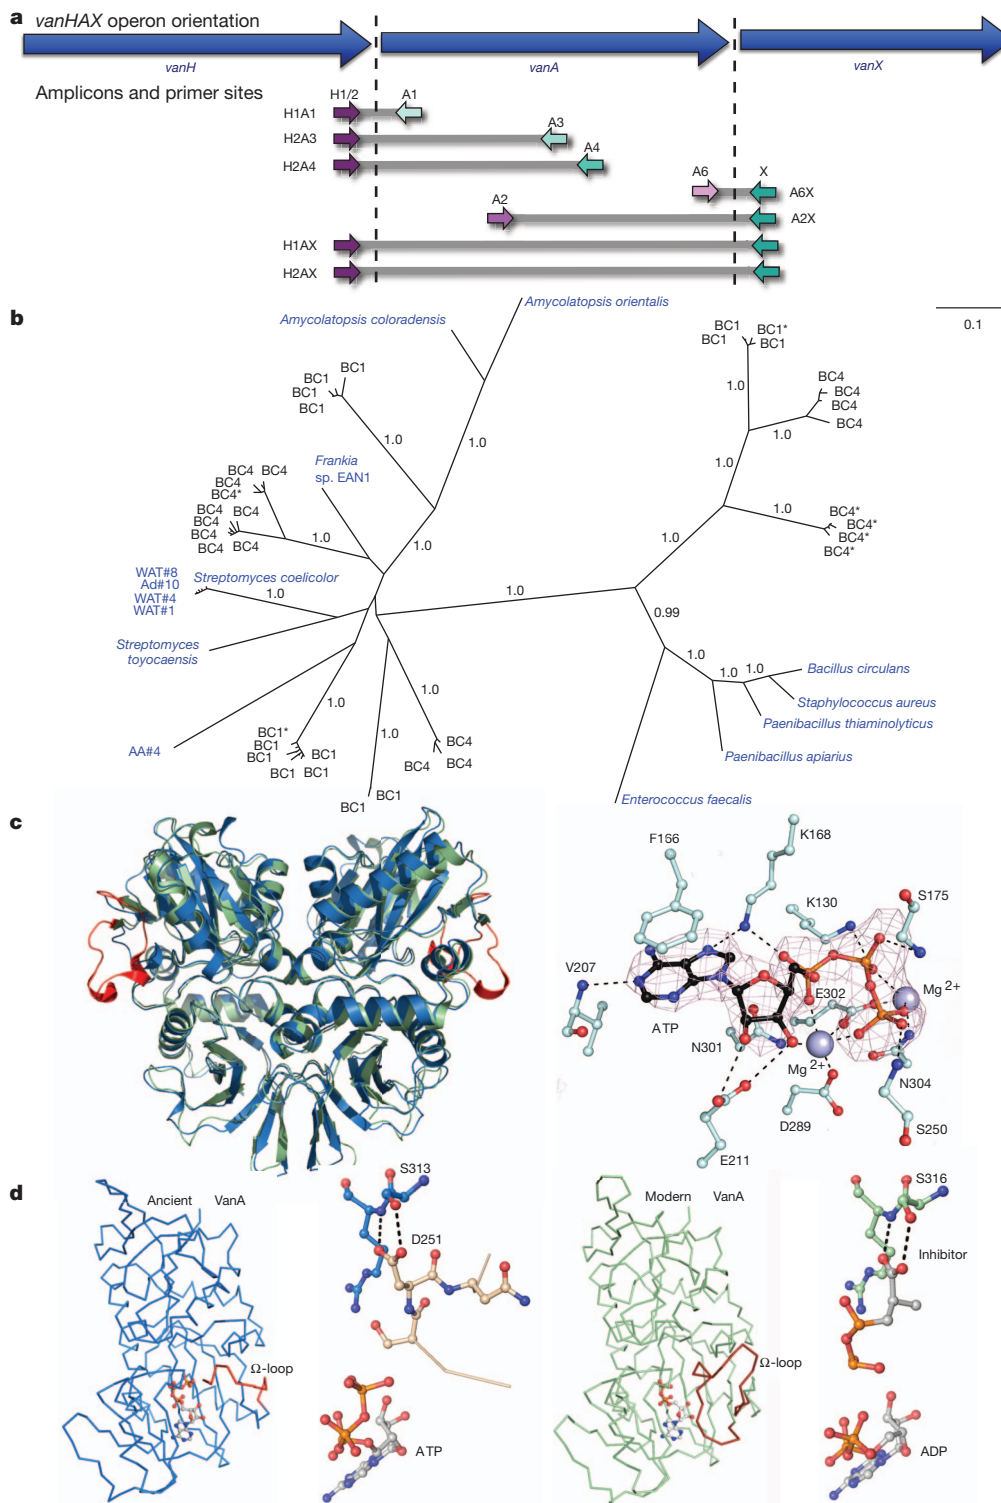 a
vanHAX operon orientation
vanH
vanA
vanX
Amplicons and primer sites
H1/2
A1
H1A1
A3
H2A3
A4
H2A4
A6
X
A6X
A2
A2X
H1AX
H2AX
b
Amycolatopsis orientalis
Amycolatopsis coloradensis
0.1
BC1
BC1*
BC1
BC1
1.0
BC1
BC1
BC1
BC1
BC4
BC4
BC4
BC4
1.0
1.0
1.0
1.0
Frankia
sp. EAN1
BC4
BC4
BC4
BC4*
BC4
BC4
BC4
BC4
BC4
1.0
1.0
1.0
BC4*
BC4*
BC4*
BC4*
1.0
WAT#8
Ad#10
WAT#4
WAT#1
Streptomyces coelicolor
1.0
1.0
0.99
Streptomyces
toyocaensis
1.0
1.0
1.0
Bacillus circulans
Staphylococcus aureus
Paenibacillus thiaminolyticus
Paenibacillus apiarius
Enterococcus faecalis
AA#4
1.0
BC1*
BC1
BC1
BC1
BC1
BC1
1.0
BC1
BC1
1.0
BC4
BC4
BC4
c
F166
K168
K130
S175
V207
Mg 2+
E302
ATP
N301
Mg 2+
N304
D289
S250
E211
d
Ancient VanA
S313
D251
Ω-loop
ATP
Modern VanA
S316
Inhibitor
Ω-loop
ADP